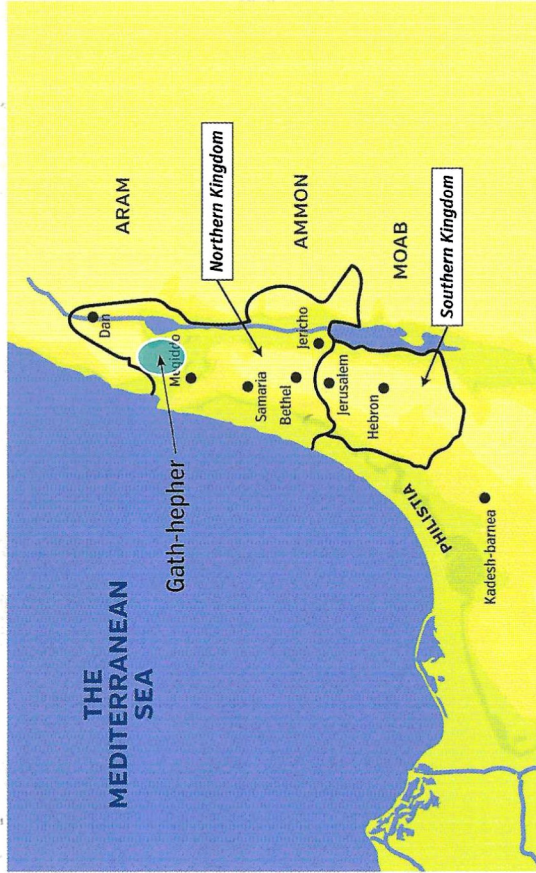 THE
MEDITERRANEAN
SEA
Gath-hepher
Dan
ARAM
Megiddo
Northern Kingdom
Samaria
Bethel
Jericho
AMMON
Jerusalem
Hebron
MOAB
Southern Kingdom
PHILISTIA
Kadesh-barnea